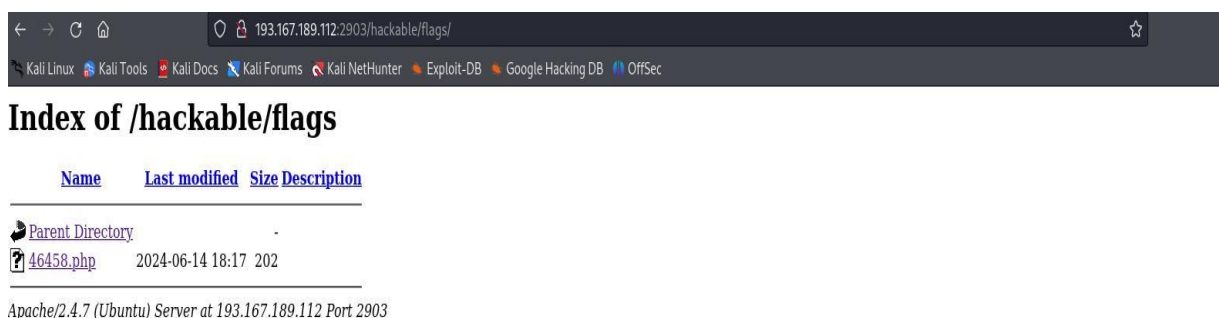 193.167.189.112:2903/hackable/flags/
Kali Linux Kali Tools Kali Docs Kali Forums Kali NetHunter Exploit-DB Google Hacking DB OffSec
Index of /hackable/flags
Name Last modified Size Description
Parent Directory -
46458.php 2024-06-14 18:17 202
Apache/2.4.7 (Ubuntu) Server at 193.167.189.112 Port 2903